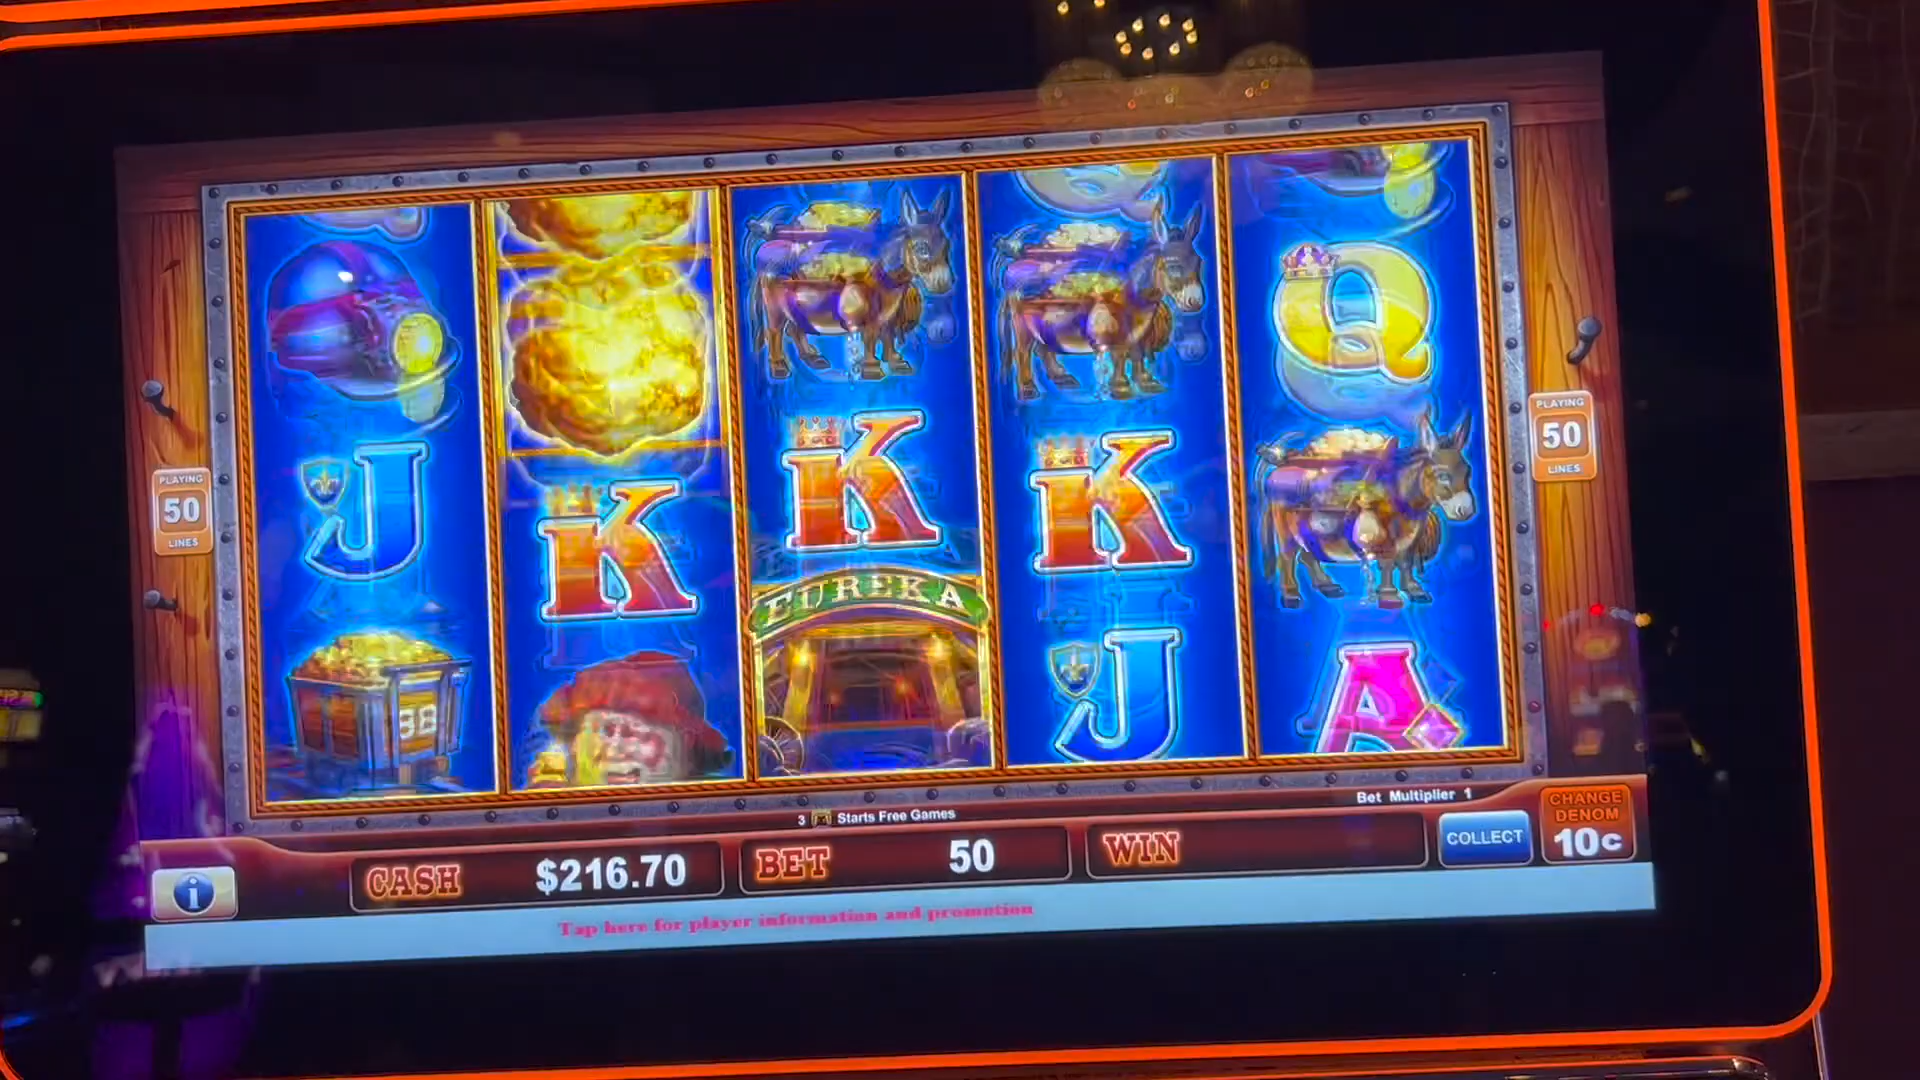 Q
J
K
K
K
Q
EUREKA
J
A
PLAYING
50
LINES
PLAYING
50
LINES
3 Starts Free Games
Bet Multiplier 1
CASH $216.70
BET 50
WIN
COLLECT
CHANGE
DENOM
10c
i
Tap here for player information and promotion